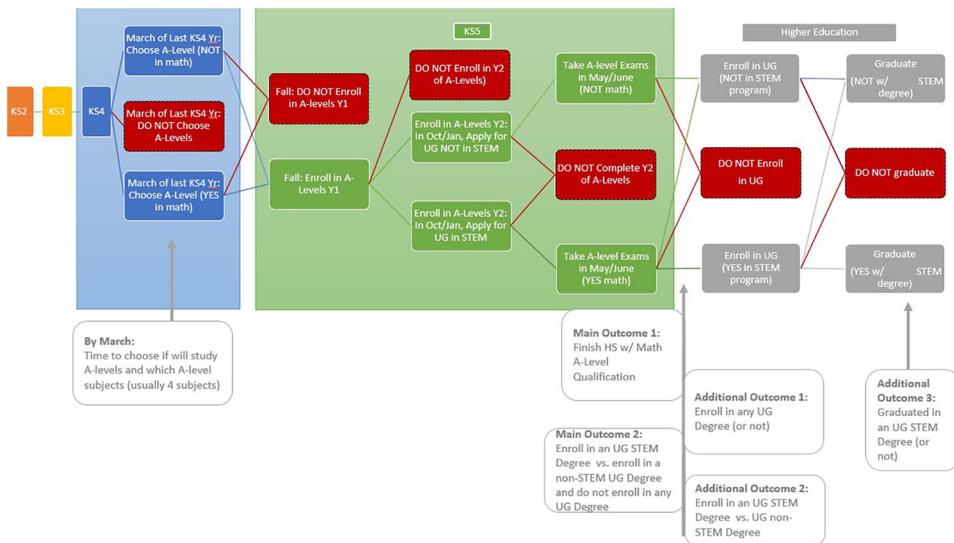 KS5
Higher Education
KS2
KS3
KS4
March of Last KS4 Yr:
Choose A-Level (NOT
in math)
March of Last KS4 Yr:
DO NOT Choose
A-Levels
March of last KS4 Yr:
Choose A-Level (YES
in math)
Fall: DO NOT Enroll
in A-levels Y1
Fall: Enroll in A-
Levels Y1
DO NOT Enroll in Y2
of A-Levels)
Enroll in A-Levels Y2:
In Oct/Jan, Apply for
UG NOT in STEM
Enroll in A-Levels Y2:
In Oct/Jan, Apply for
UG in STEM
Take A-level Exams
in May/June
(NOT math)
DO NOT Complete Y2
of A-Levels
Take A-level Exams
in May/June
(YES math)
Enroll in UG
(NOT in STEM
program)
DO NOT Enroll
in UG
Enroll in UG
(YES in STEM
program)
Graduate
(NOT w/ STEM
degree)
DO NOT graduate
Graduate
(YES w/ STEM
degree)
By March:
Time to choose if will study
A-levels and which A-level
subjects (usually 4 subjects)
Main Outcome 1:
Finish HS w/ Math
A-Level
Qualification
Main Outcome 2:
Enroll in an UG STEM
Degree vs. enroll in a
non-STEM UG Degree
and do not enroll in any
UG Degree
Additional Outcome 1:
Enroll in any UG
Degree (or not)
Additional Outcome 2:
Enroll in an UG STEM
Degree vs. UG non-
STEM Degree
Additional
Outcome 3:
Graduated in
an UG STEM
Degree (or
not)